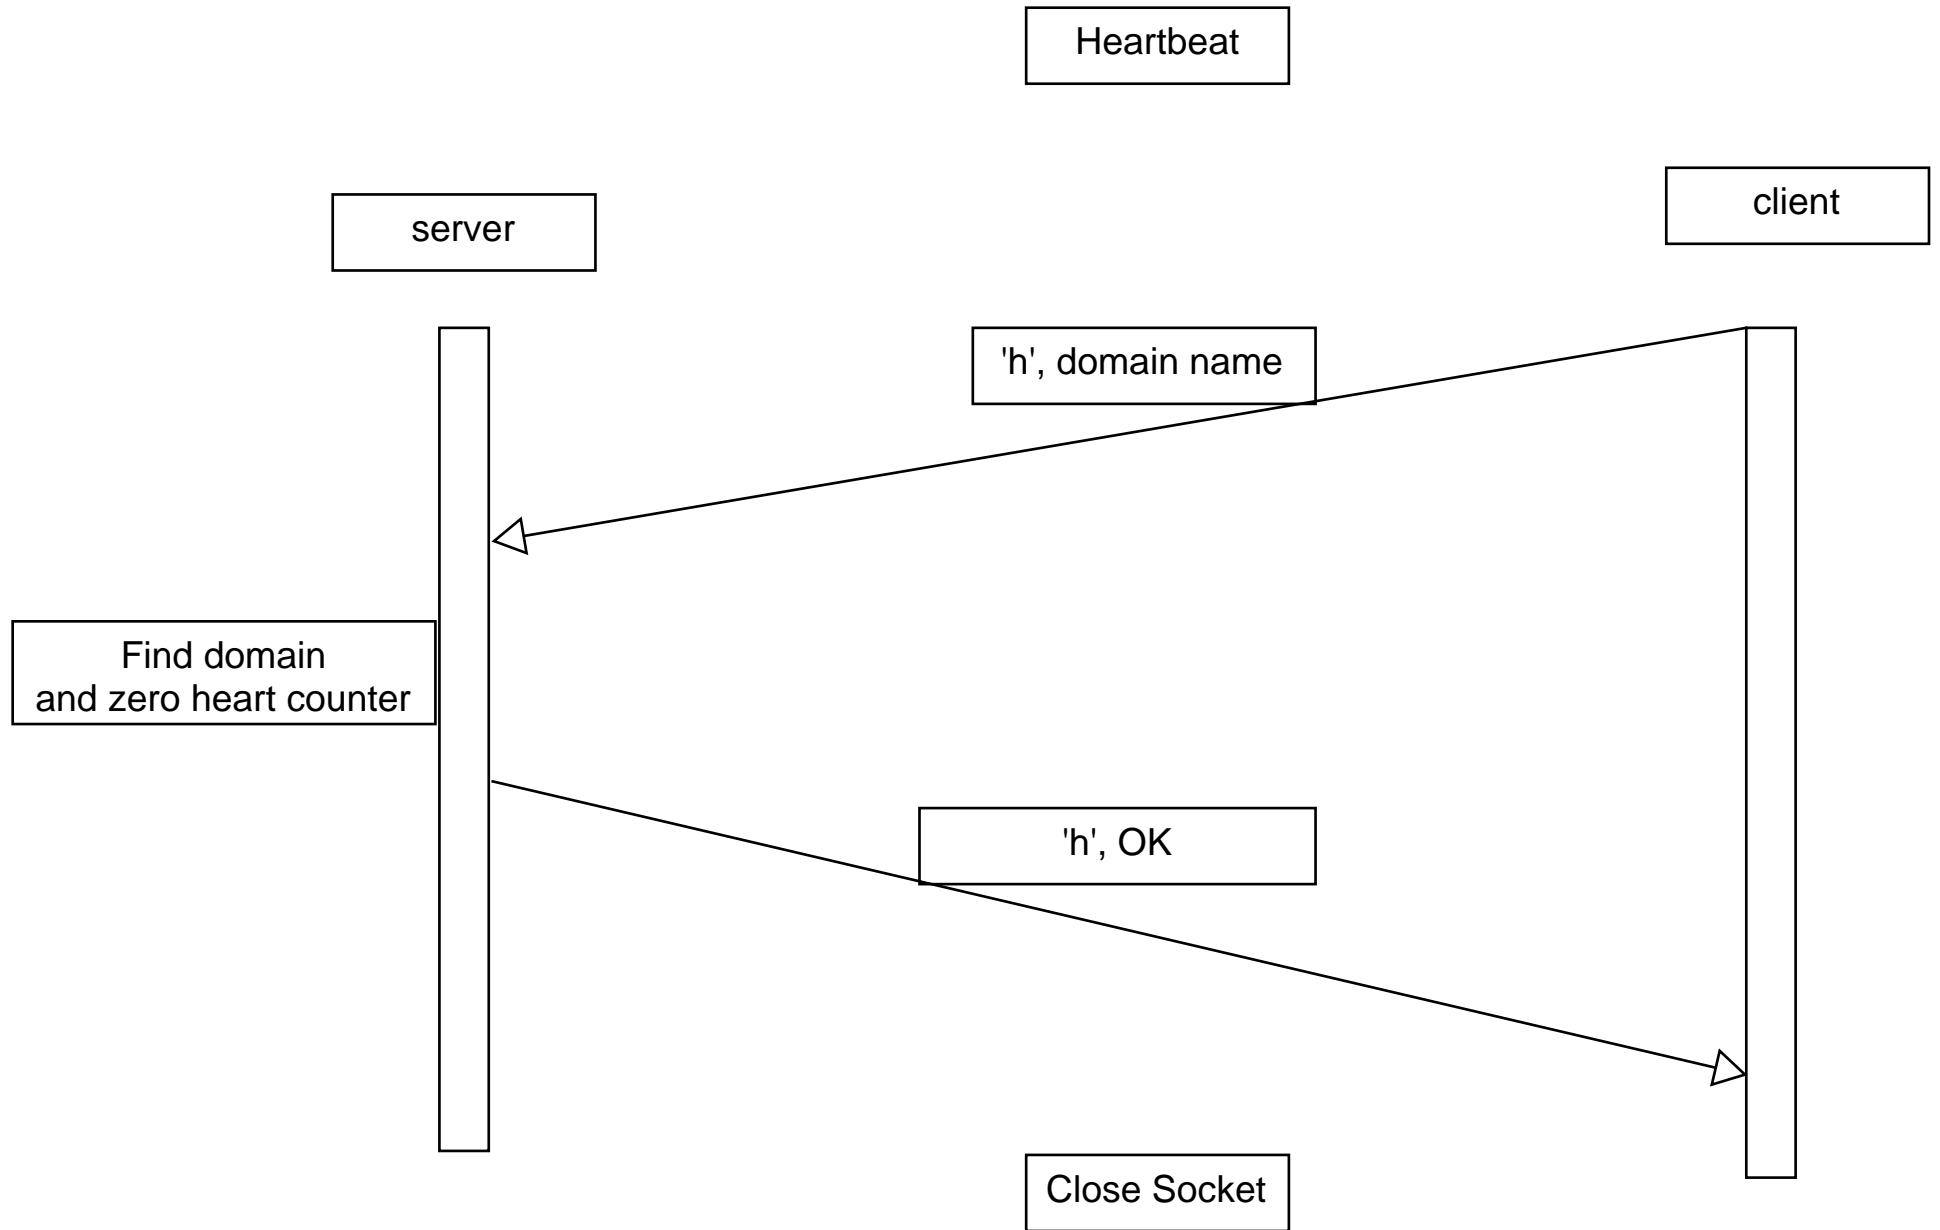 Heartbeat
server
client
'h', domain name
Find domain
and zero heart counter
'h', OK
Close Socket